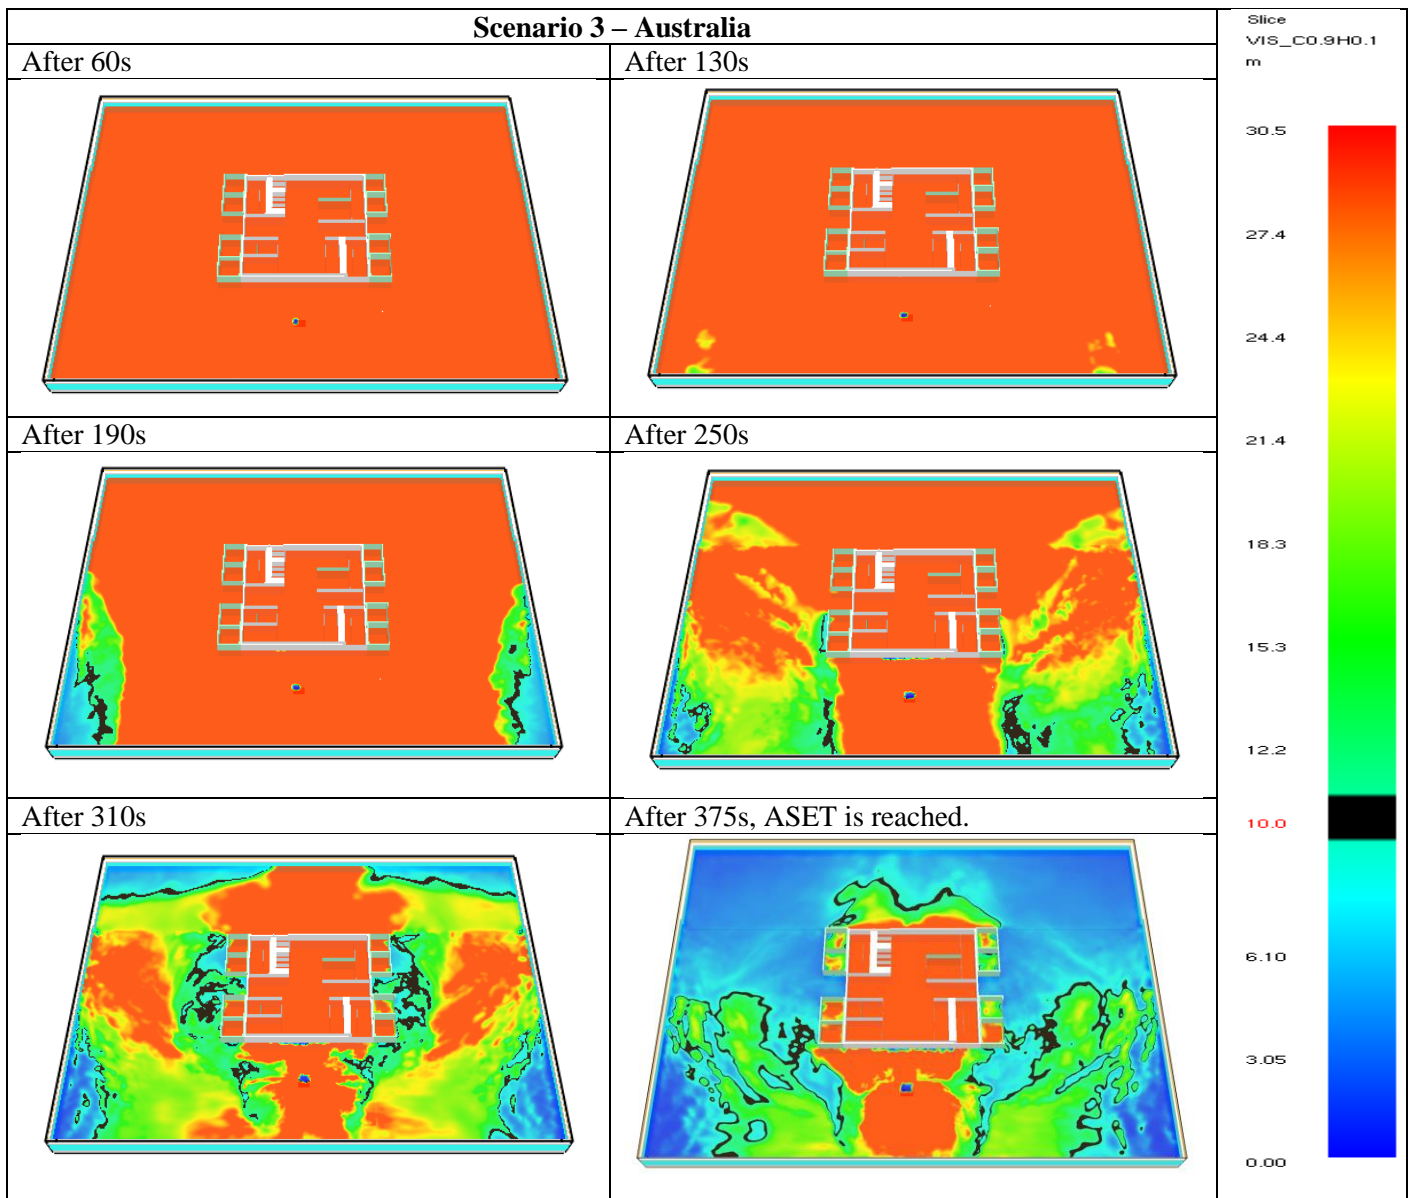 Scenario 3 – Australia
After 60s
After 130s
After 190s
After 250s
After 310s
After 375s, ASET is reached.
Slice
VIS_C0.9H0.1
m
30.5
27.4
24.4
21.4
18.3
15.3
12.2
10.0
6.10
3.05
0.00